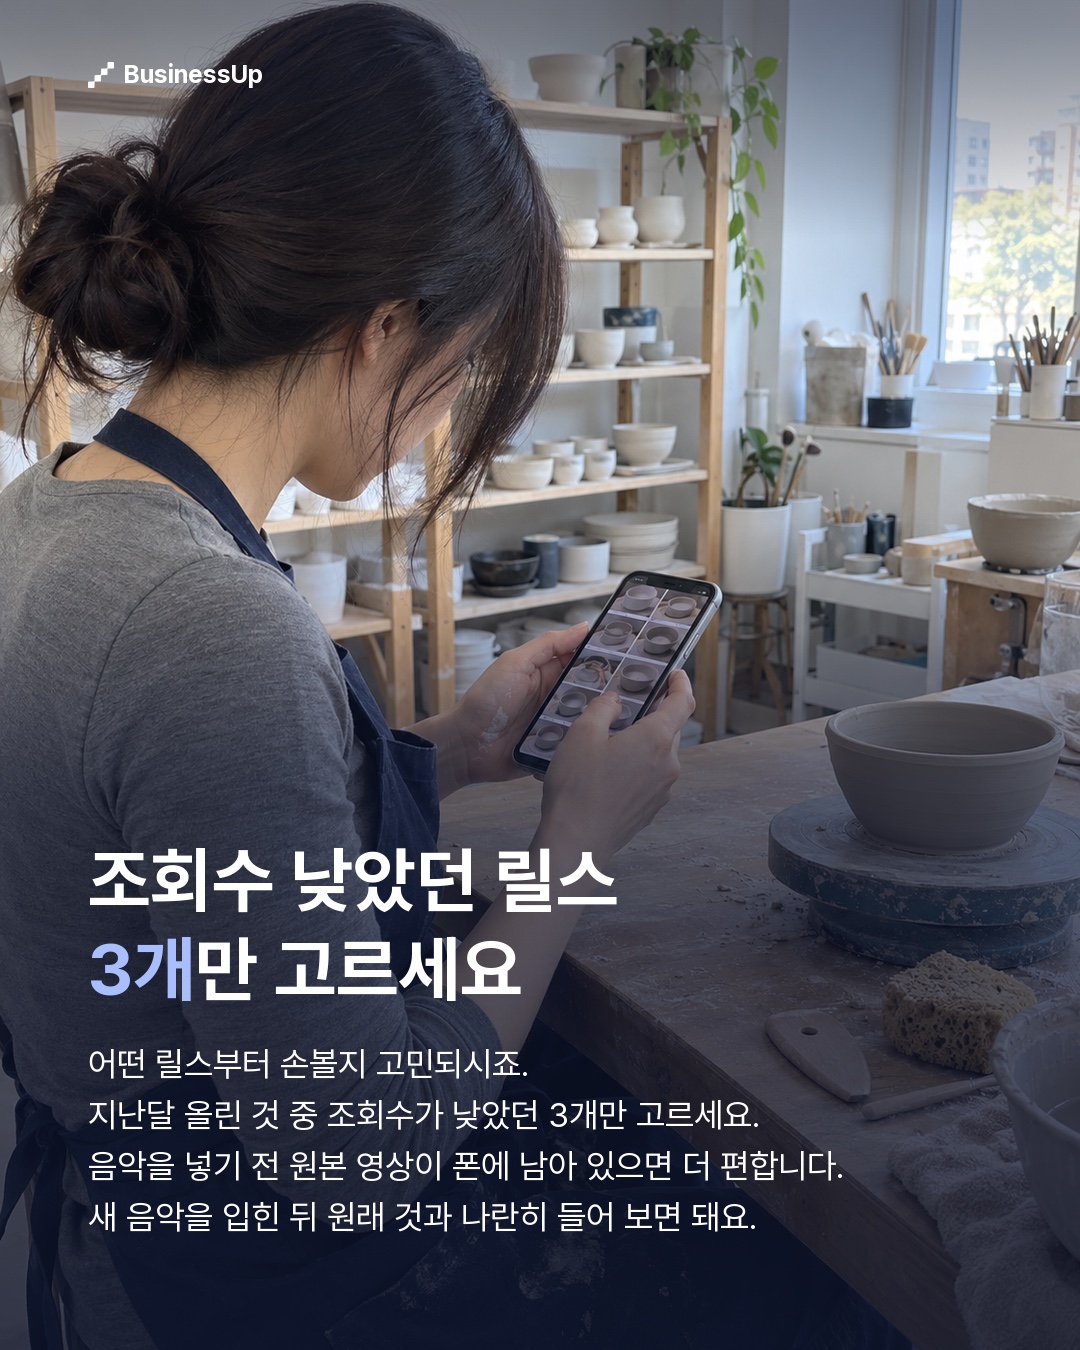 BusinessUp
조회수 낮았던 릴스
3개만 고르세요
어떤 릴스부터 손볼지 고민되시죠.
지난달 올린 것 중 조회수가 낮았던 3개만 고르세요.
음악을 넣기 전 원본 영상이 폰에 남아 있으면 더 편합니다.
새 음악을 입힌 뒤 원래 것과 나란히 들어 보면 돼요.